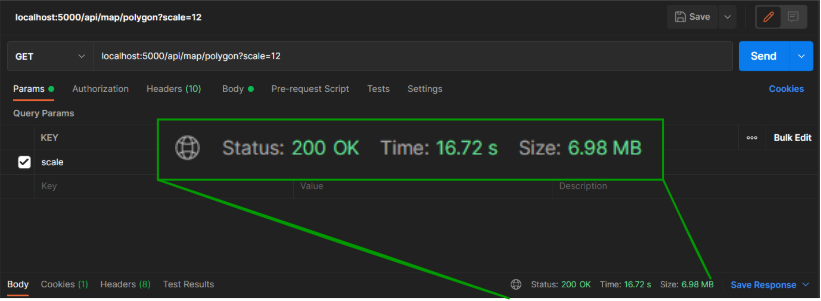 localhost:5000/api/map/polygon?scale=12
Save
GET
localhost:5000/api/map/polygon?scale=12
Send
Params
Authorization
Headers (10)
Body
Pre-request Script
Tests
Settings
Cookies
Query Params
KEY
Bulk Edit
Status: 200 OK Time: 16.72 s Size: 6.98 MB
scale
Key
Value
Description
Body
Cookies (1)
Headers (8)
Test Results
Status: 200 OK Time: 16.72 s Size: 6.98 MB
Save Response